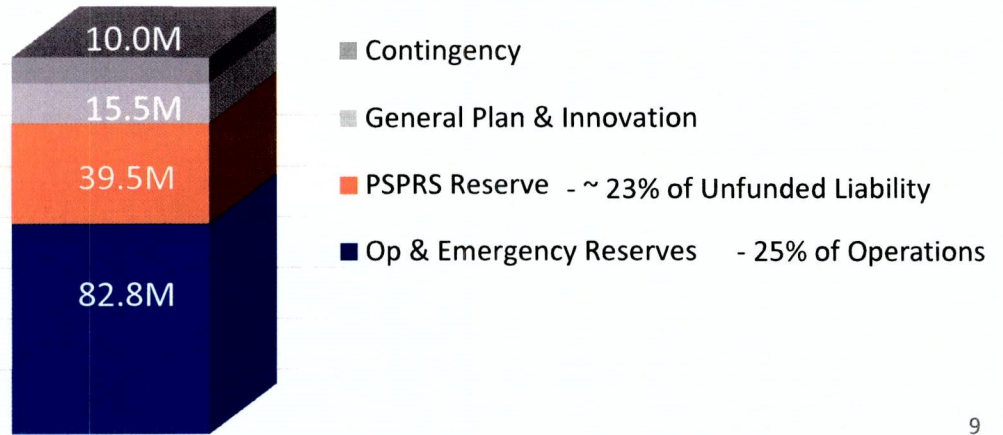 10.0M
15.5M
39.5M
82.8M
Contingency
General Plan & Innovation
PSPRS Reserve - ~ 23% of Unfunded Liability
Op & Emergency Reserves - 25% of Operations
9